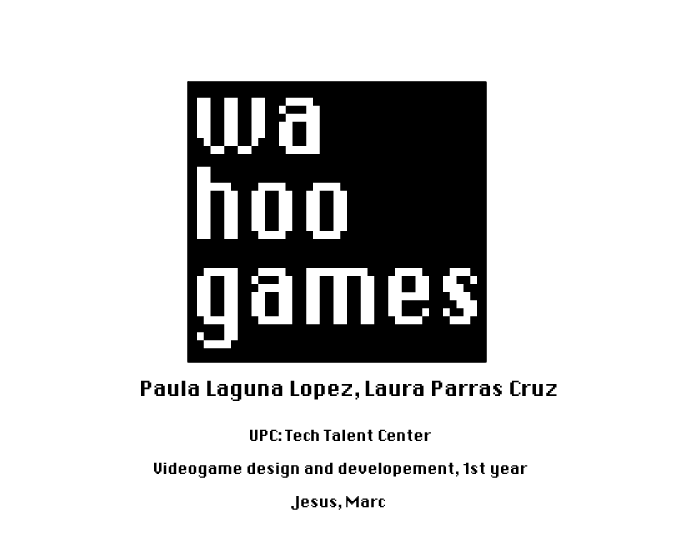 wa
hoo
games
Paula Laguna Lopez, Laura Parras Cruz
UPC: Tech Talent Center
Videogame design and developement, 1st year
Jesus, Marc